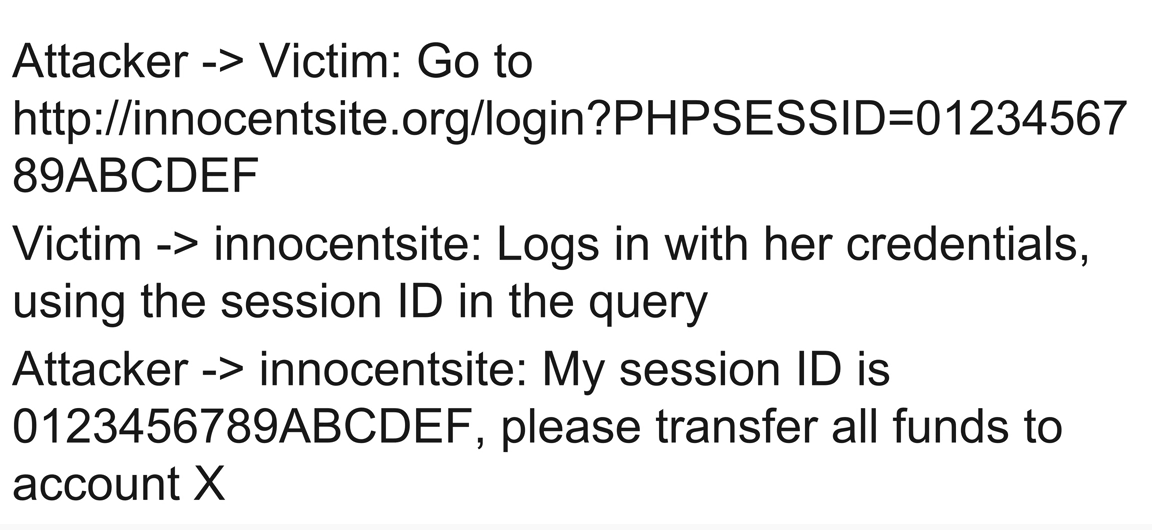 Attacker -> Victim: Go to
http://innocentsite.org/login?PHPSESSID=01234567
89ABCDEF
Victim -> innocentsite: Logs in with her credentials,
using the session ID in the query
Attacker -> innocentsite: My session ID is
0123456789ABCDEF, please transfer all funds to
account X